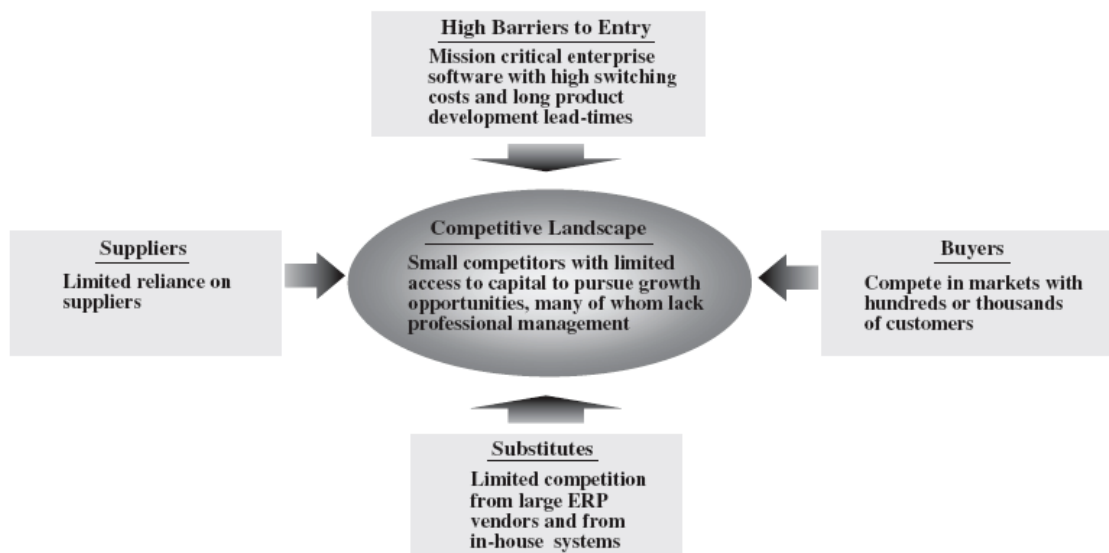 High Barriers to Entry
Mission critical enterprise
software with high switching
costs and long product
development lead-times
Suppliers
Limited reliance on
suppliers
Competitive Landscape
Small competitors with limited
access to capital to pursue growth
opportunities, many of whom lack
professional management
Buyers
Compete in markets with
hundreds or thousands
of customers
Substitutes
Limited competition
from large ERP
vendors and from
in-house systems